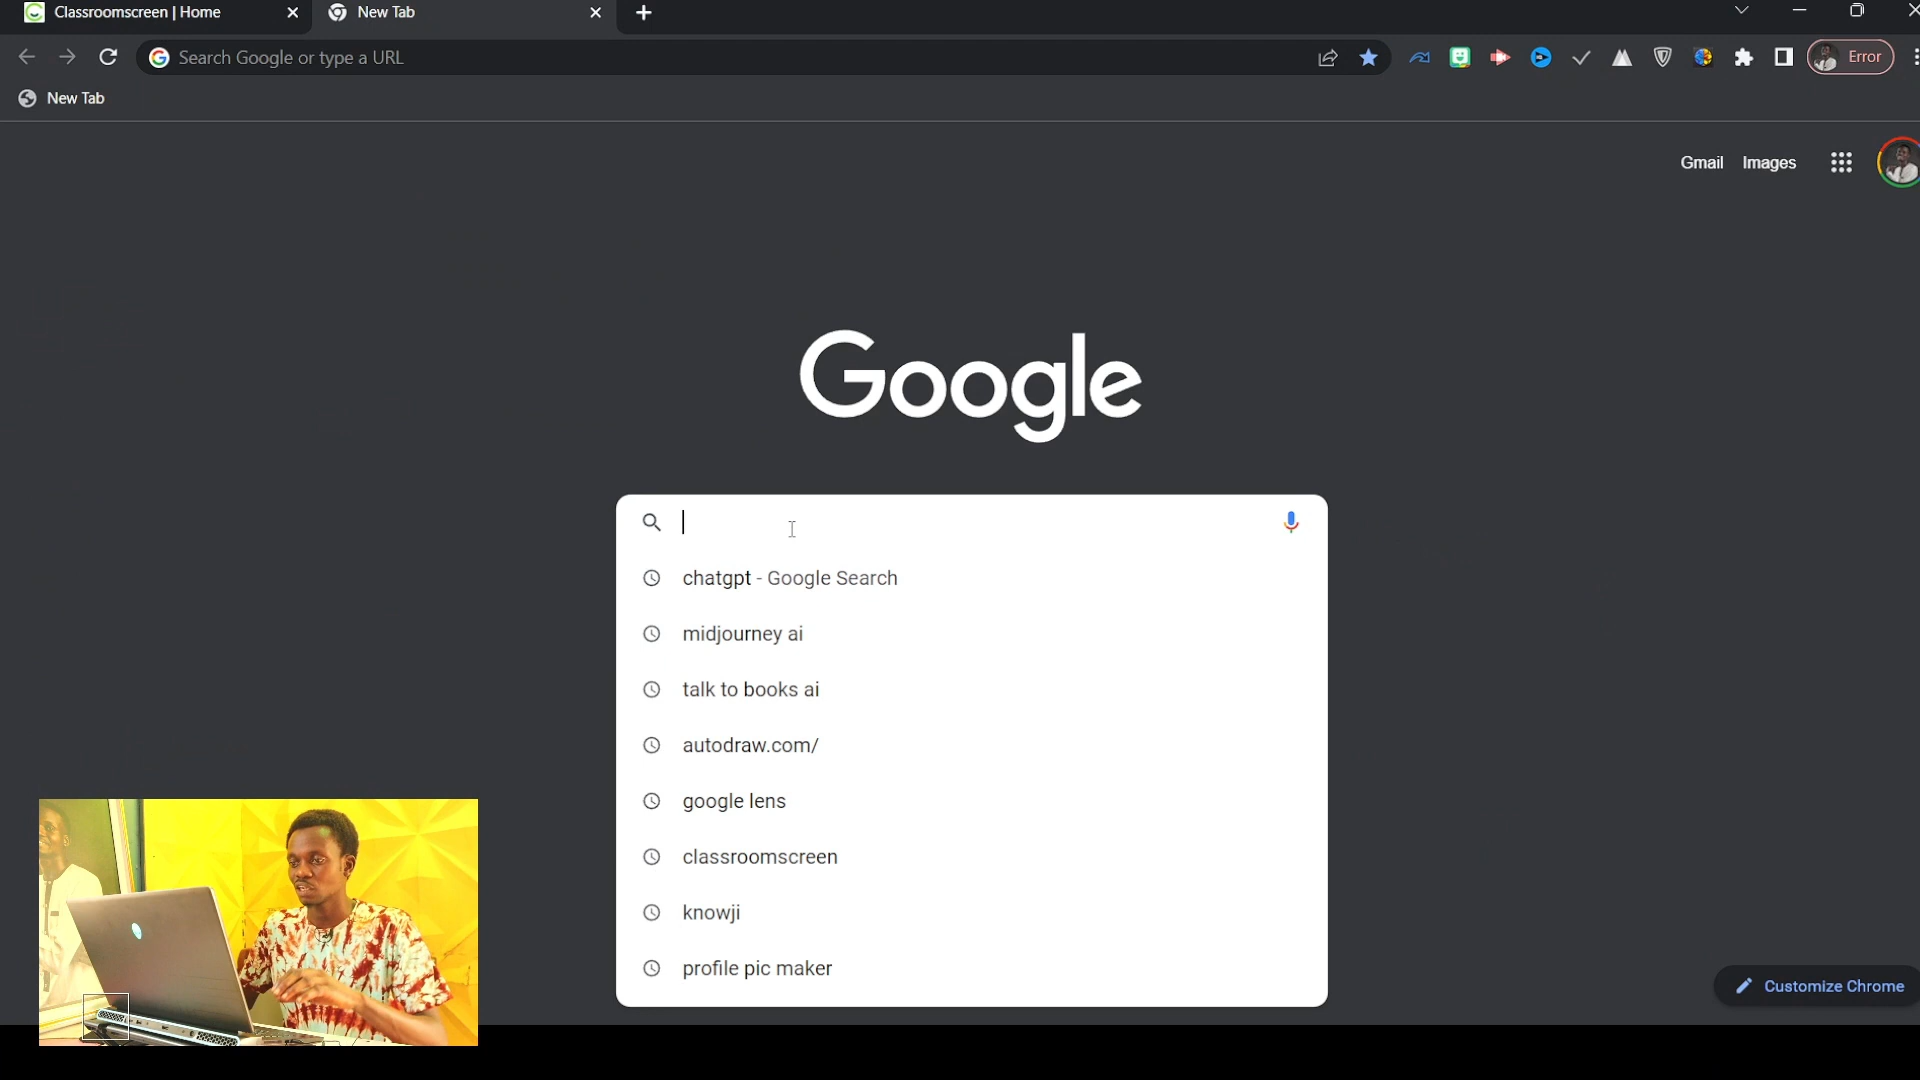 Classroomscreen | Home
New Tab
Search Google or type a URL
Error
New Tab
Gmail Images
Google
chatgpt - Google Search
midjourney ai
talk to books ai
autodraw.com/
google lens
classroomscreen
knowji
profile pic maker
Customize Chrome